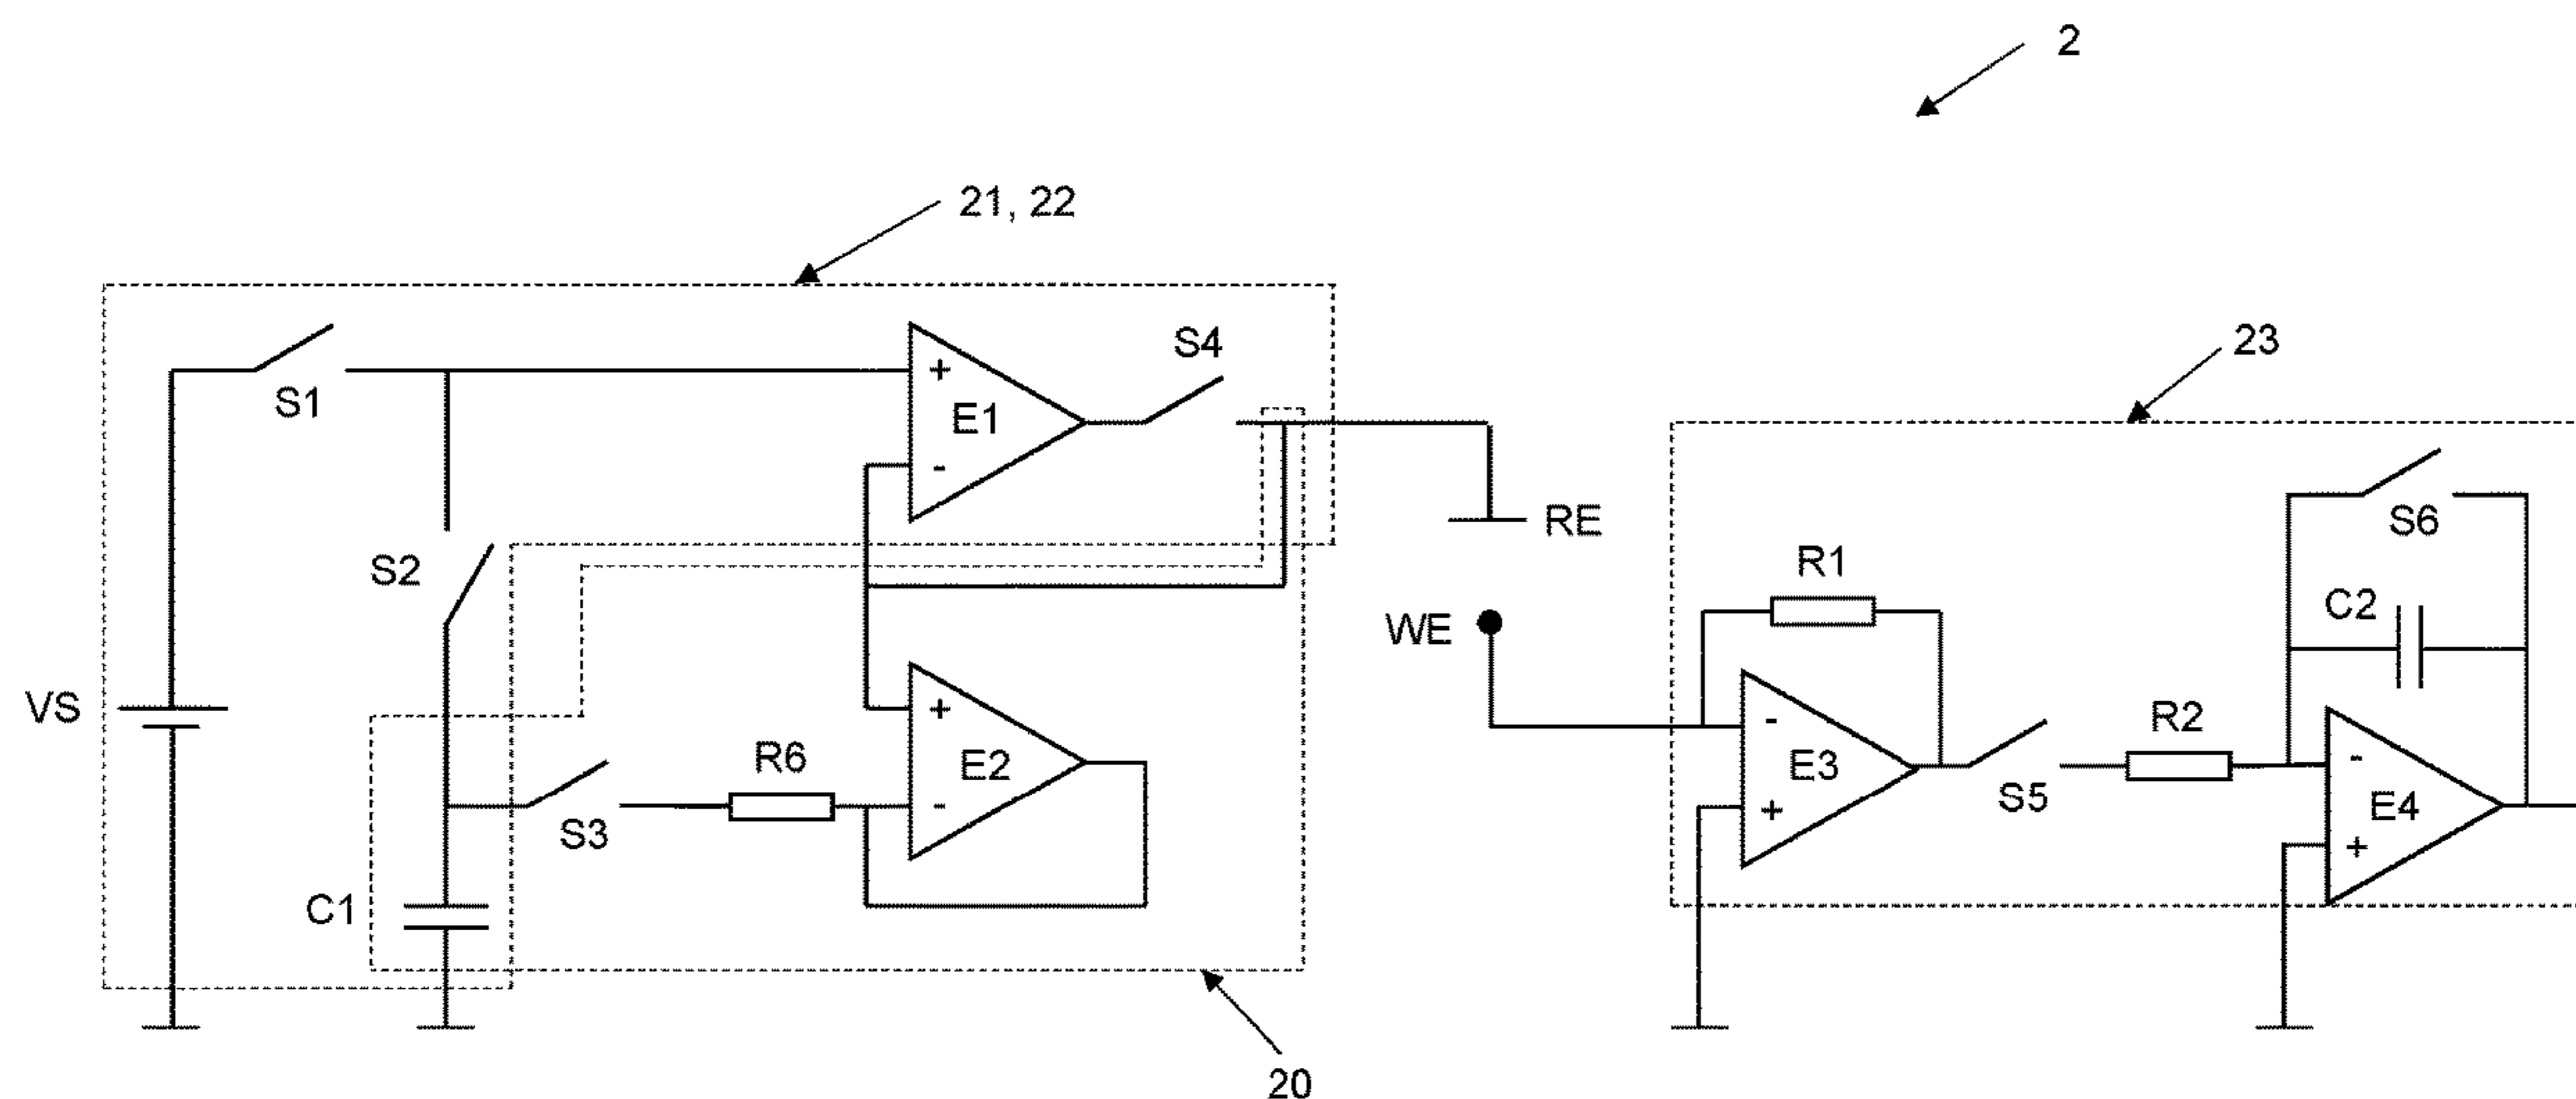 2
21, 22
23
S1
E1
+
-
S4
RE
WE
S2
VS
C1
S3
R6
E2
+
-
20
R1
E3
-
+
S5
R2
S6
C2
E4
-
+